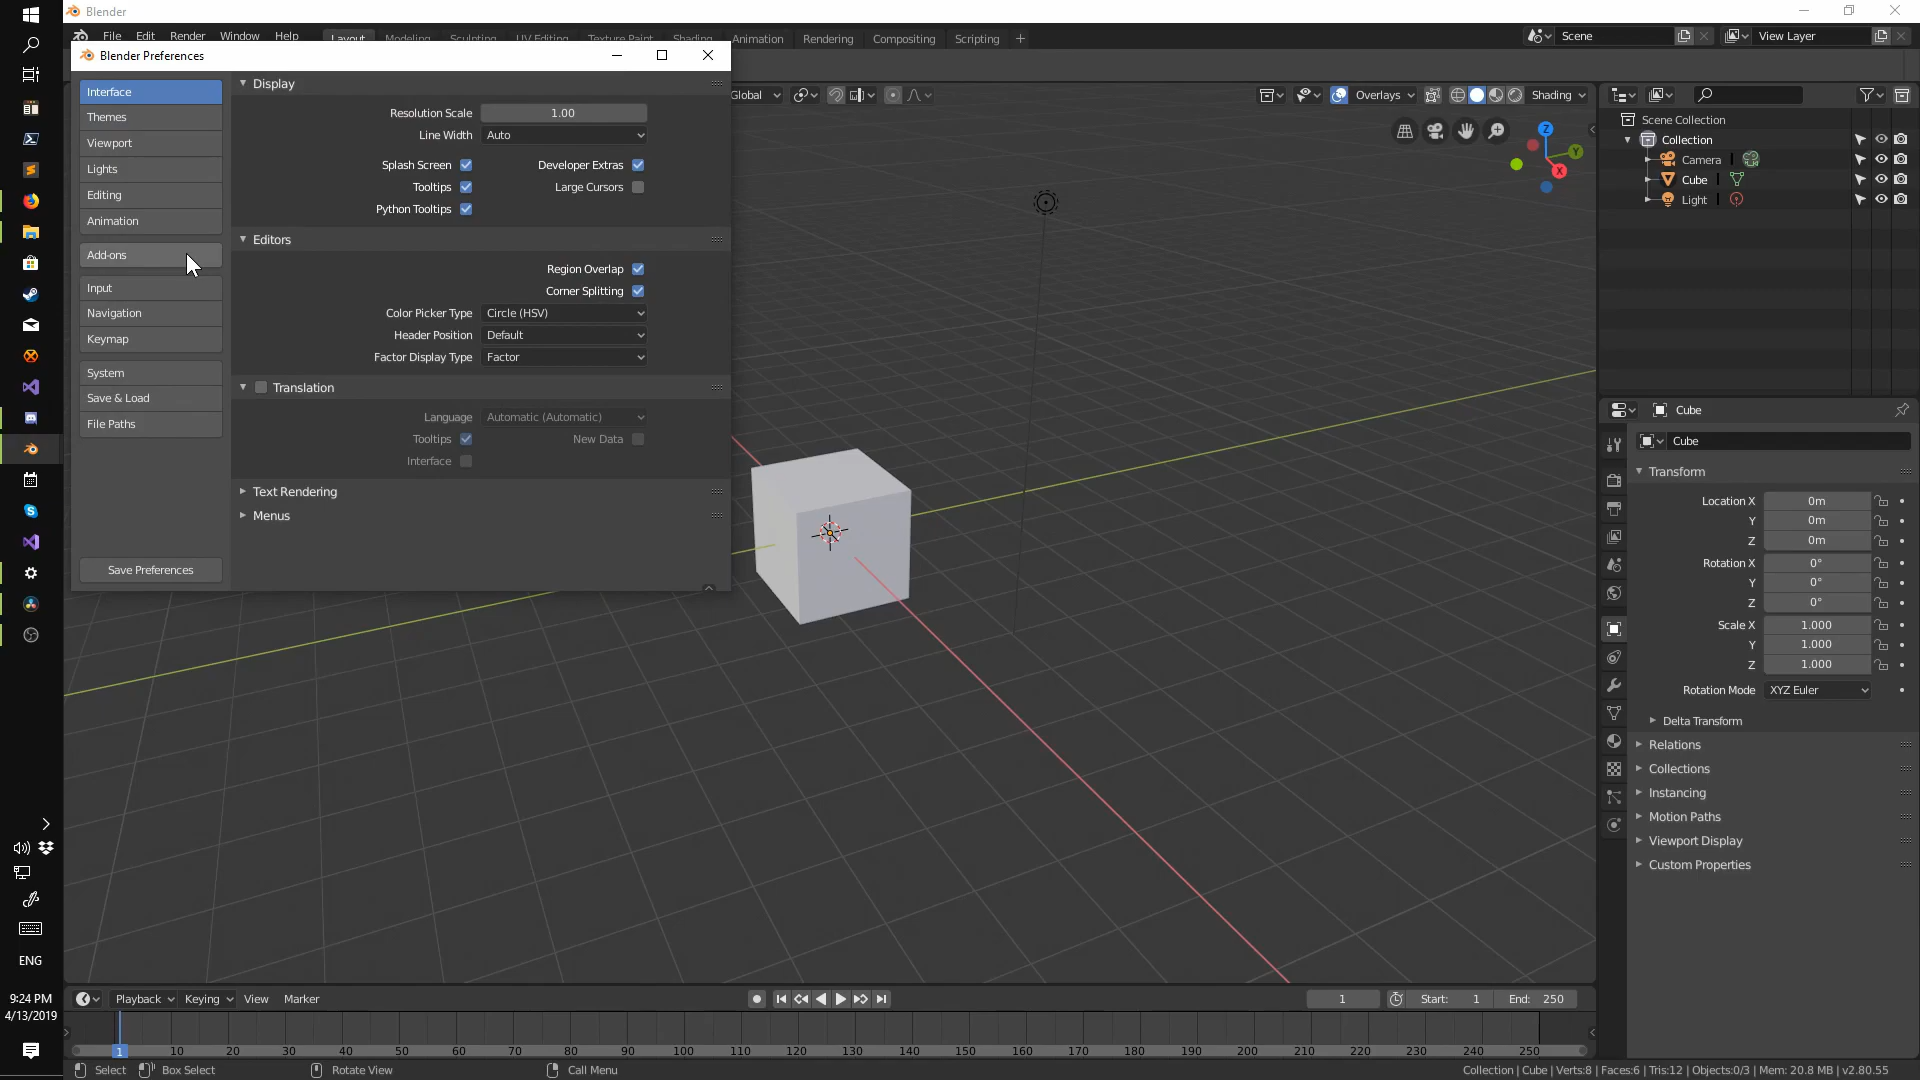 Blender
File Edit Render Window Help Layout Modeling Sculpting UV Editing Texture Paint Shading Animation Rendering Compositing Scripting
Scene
View Layer
Blender Preferences
Interface
Themes
Viewport
Lights
Editing
Animation
Add-ons
Input
Navigation
Keymap
System
Save & Load
File Paths
Save Preferences
Display
Resolution Scale 1.00
Line Width Auto
Splash Screen Developer Extras
Tooltips Large Cursors
Python Tooltips
Editors
Region Overlap
Corner Splitting
Color Picker Type Circle (HSV)
Header Position Default
Factor Display Type Factor
Translation
Language Automatic (Automatic)
Tooltips New Data
Interface
Text Rendering
Menus
Global
Overlays
Shading
Z
Y
X
Scene Collection
Collection
Camera
Cube
Light
Cube
Cube
Transform
Location X 0m
Y 0m
Z 0m
Rotation X 0°
Y 0°
Z 0°
Scale X 1.000
Y 1.000
Z 1.000
Rotation Mode XYZ Euler
Delta Transform
Relations
Collections
Instancing
Motion Paths
Viewport Display
Custom Properties
Playback Keying View Marker
1 Start: 1 End: 250
1 10 20 30 40 50 60 70 80 90 100 110 120 130 140 150 160 170 180 190 200 210 220 230 240 250
Select Box Select Rotate View Call Menu
Collection | Cube | Verts:8 | Faces:6 | Tris:12 | Objects:0/3 | Mem: 20.8 MB | v2.80.55
ENG
9:24 PM
4/13/2019